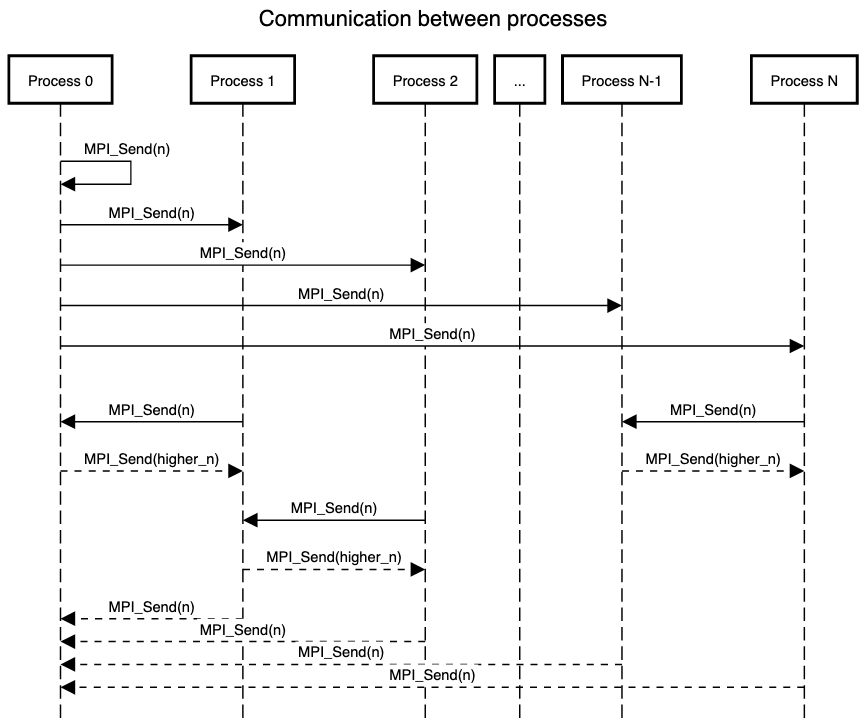 Communication between processes
Process 0
Process 1
Process 2
...
Process N-1
Process N
MPI_Send(n)
MPI_Send(n)
MPI_Send(n)
MPI_Send(n)
MPI_Send(n)
MPI_Send(n)
MPI_Send(n)
MPI_Send(higher_n)
MPI_Send(higher_n)
MPI_Send(n)
MPI_Send(higher_n)
MPI_Send(n)
MPI_Send(n)
MPI_Send(n)
MPI_Send(n)